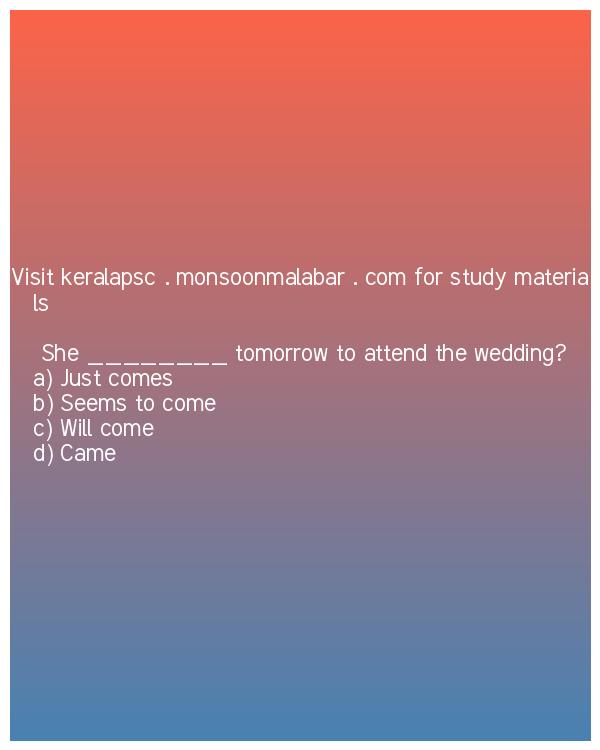 Visit keralapsc . monsoonmalabar . com for study materia
ls
She ________ tomorrow to attend the wedding?
a) Just comes
b) Seems to come
c) Will come
d) Came